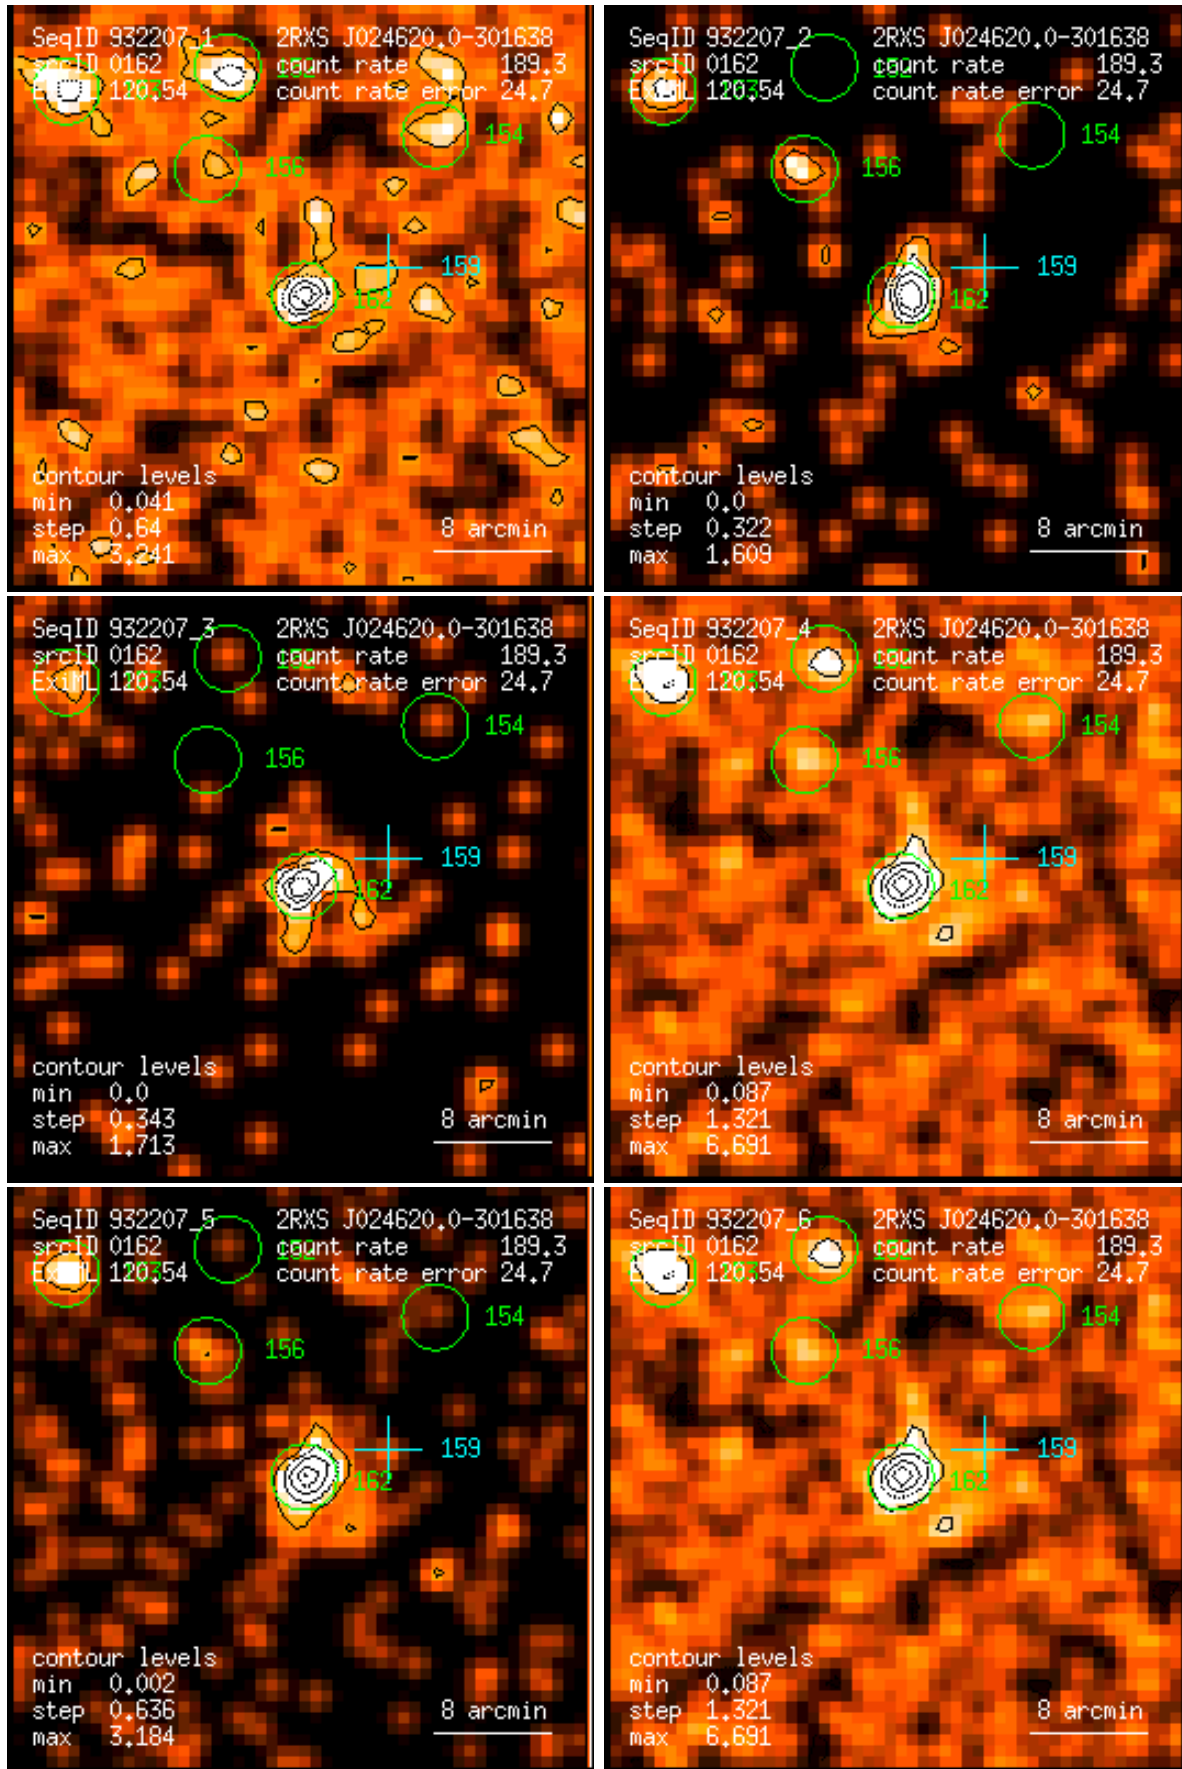 SeqID 932207_1 2RXS J024620.0-301638
srcID 0162 count rate 189.3
ExiML 120.54 count rate error 24.7
154
156
159
162
contour levels
min 0.041
step 0.64
max 3.241
8 arcmin
SeqID 932207_2 2RXS J024620.0-301638
srcID 0162 count rate 189.3
ExiML 120.54 count rate error 24.7
154
156
159
162
contour levels
min 0.0
step 0.322
max 1.609
8 arcmin
SeqID 932207_3 2RXS J024620.0-301638
srcID 0162 count rate 189.3
ExiML 120.54 count rate error 24.7
154
156
159
162
contour levels
min 0.0
step 0.343
max 1.713
8 arcmin
SeqID 932207_4 2RXS J024620.0-301638
srcID 0162 count rate 189.3
ExiML 120.54 count rate error 24.7
154
156
159
162
contour levels
min 0.087
step 1.321
max 6.691
8 arcmin
SeqID 932207_5 2RXS J024620.0-301638
srcID 0162 count rate 189.3
ExiML 120.54 count rate error 24.7
154
156
159
162
contour levels
min 0.002
step 0.636
max 3.184
8 arcmin
SeqID 932207_6 2RXS J024620.0-301638
srcID 0162 count rate 189.3
ExiML 120.54 count rate error 24.7
154
156
159
162
contour levels
min 0.087
step 1.321
max 6.691
8 arcmin